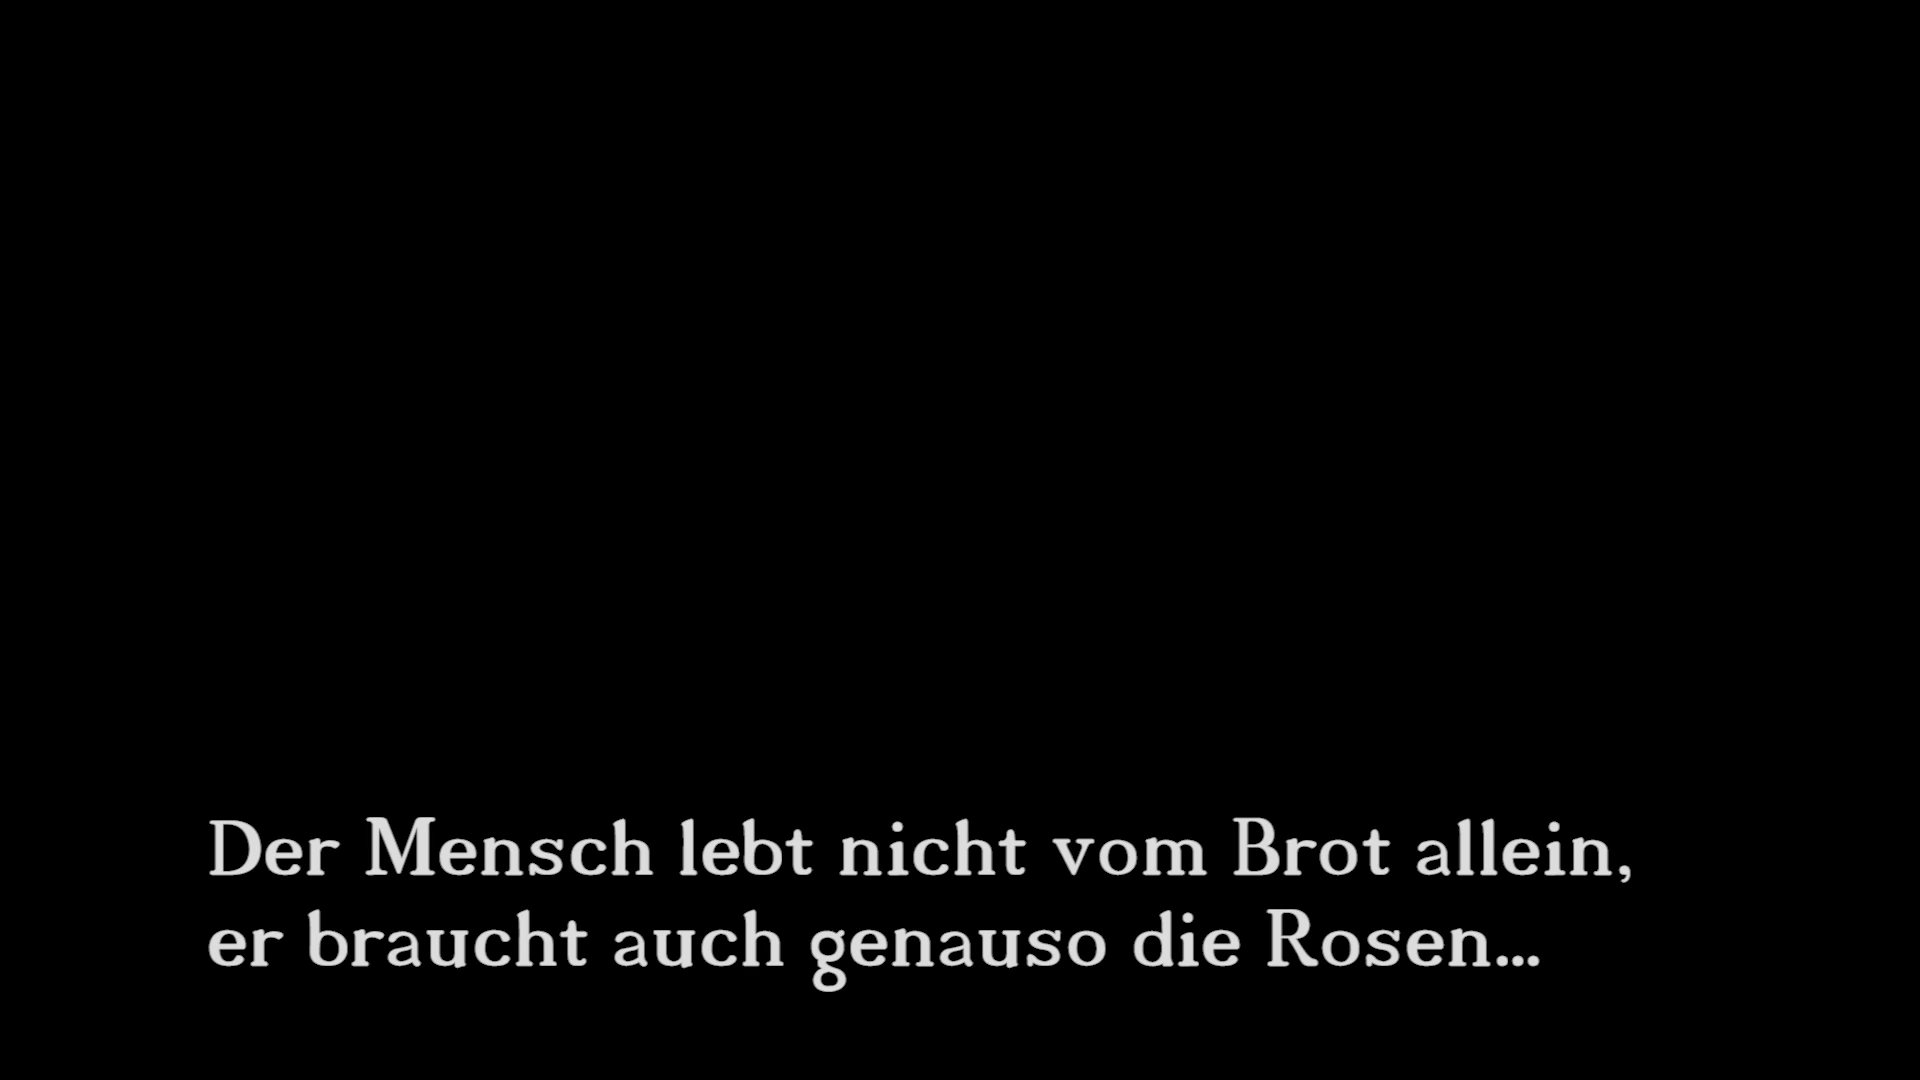 Der Mensch lebt nicht vom Brot allein,
er braucht auch genauso die Rosen...